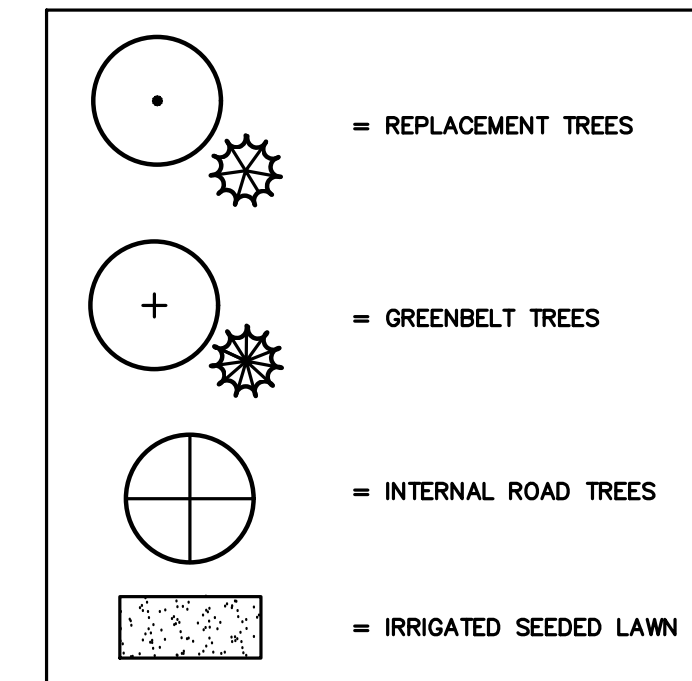 = REPLACEMENT TREES
= GREENBELT TREES
= INTERNAL ROAD TREES
= IRRIGATED SEEDED LAWN